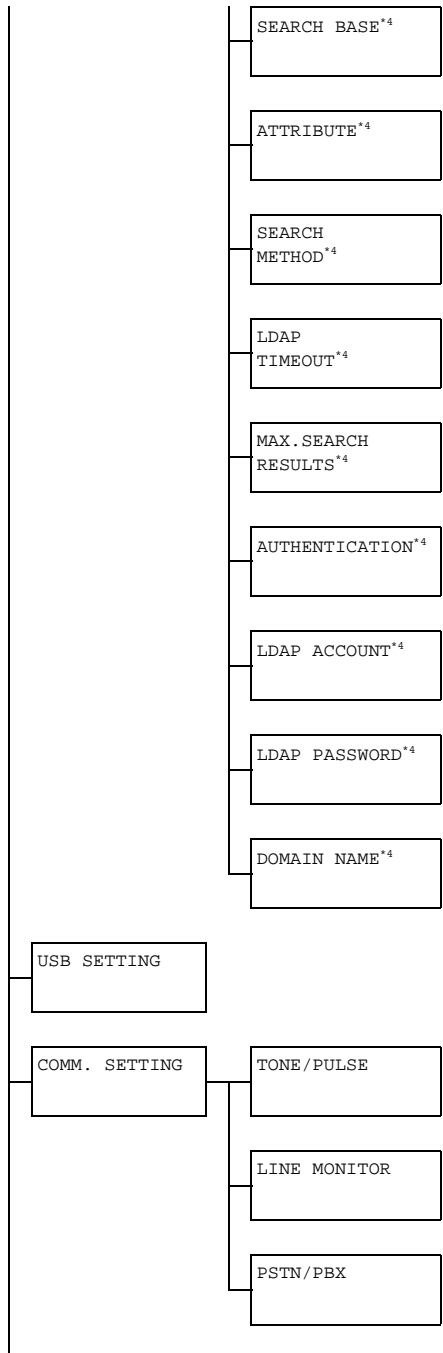 SEARCH BASE*4
ATTRIBUTE*4
SEARCH
METHOD*4
LDAP
TIMEOUT*4
MAX.SEARCH
RESULTS*4
AUTHENTICATION*4
LDAP ACCOUNT*4
LDAP PASSWORD*4
DOMAIN NAME*4
USB SETTING
COMM. SETTING
TONE/PULSE
LINE MONITOR
PSTN/PBX